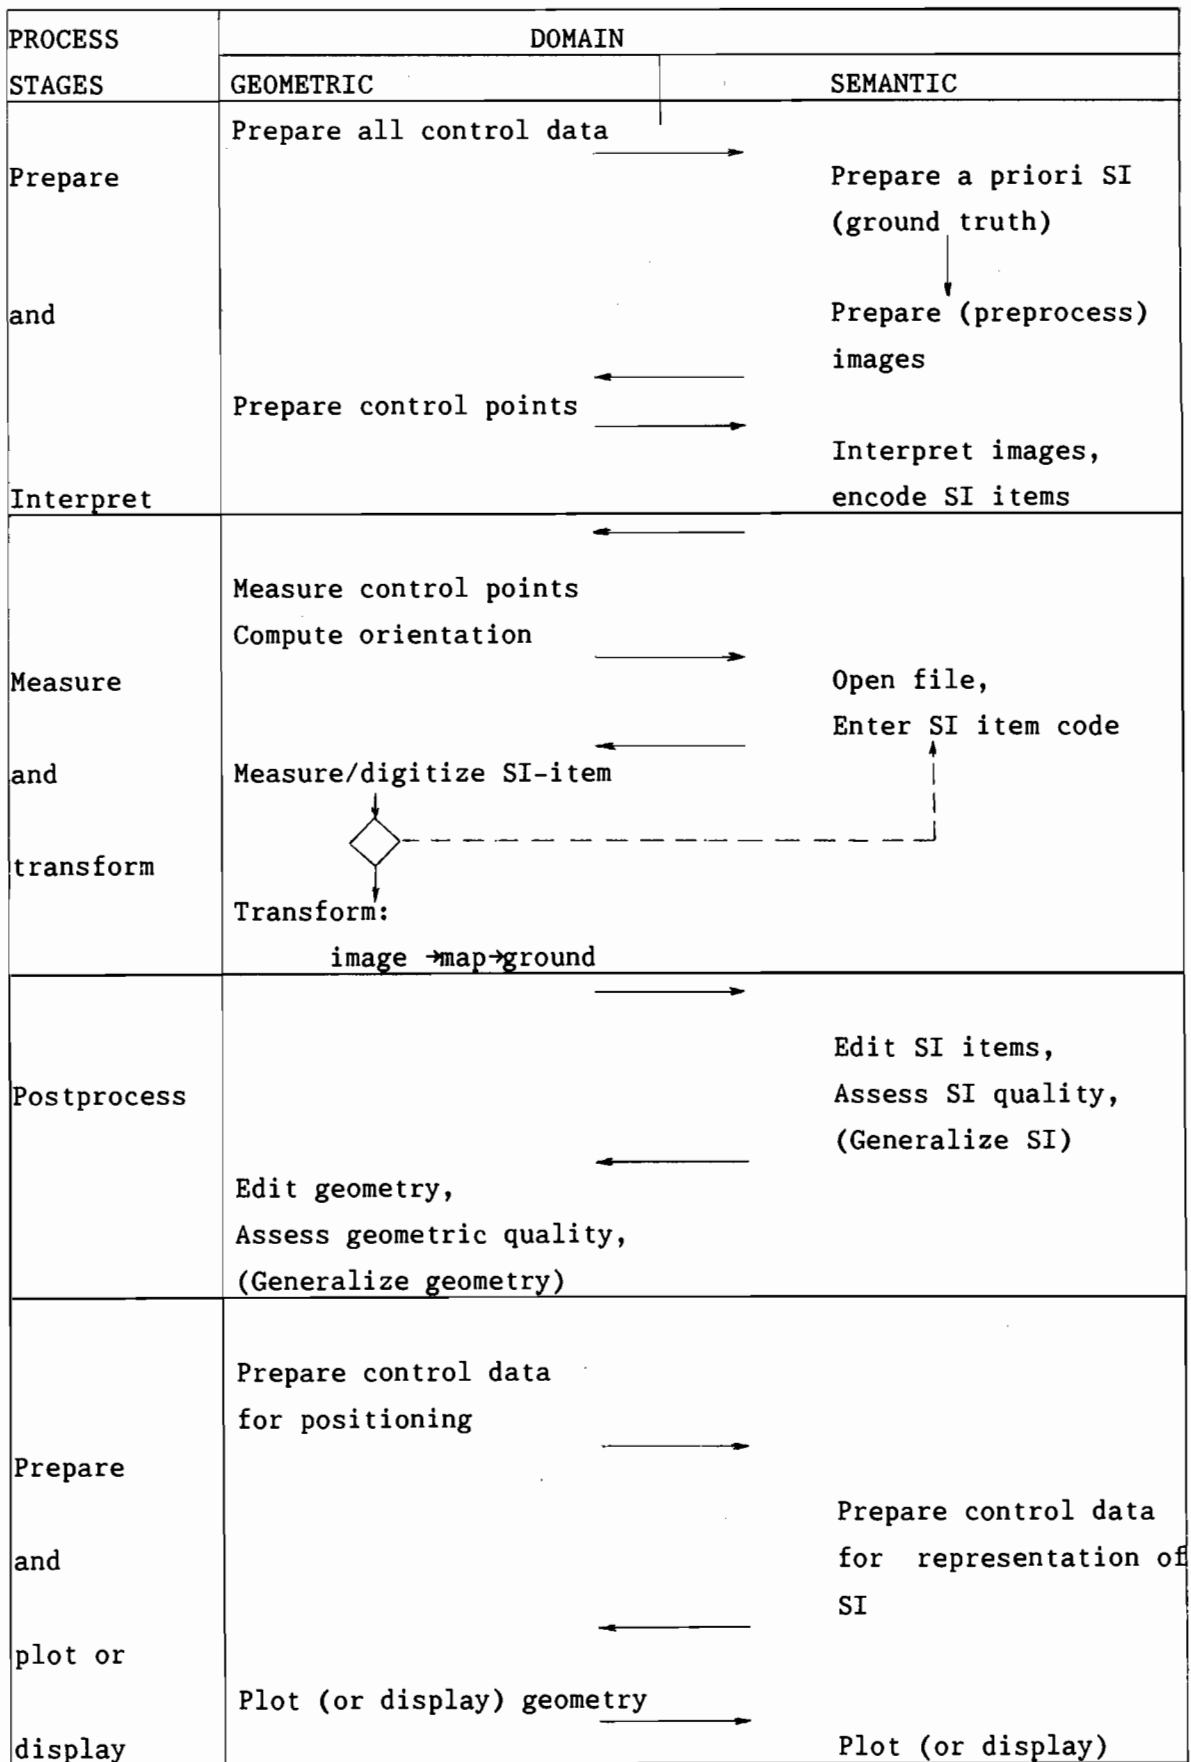 PROCESS DOMAIN
STAGES GEOMETRIC SEMANTIC
Prepare all control data
Prepare Prepare a priori SI
(ground truth)
and Prepare (preprocess)
images
Prepare control points
Interpret images,
Interpret encode SI items
Measure control points
Compute orientation
Measure Open file,
Enter SI item code
and Measure/digitize SI-item
transform
Transform:
image →map→ground
Edit SI items,
Postprocess Assess SI quality,
(Generalize SI)
Edit geometry,
Assess geometric quality,
(Generalize geometry)
Prepare control data
for positioning
Prepare
Prepare control data
and for representation of
SI
plot or
Plot (or display) geometry
display Plot (or display)